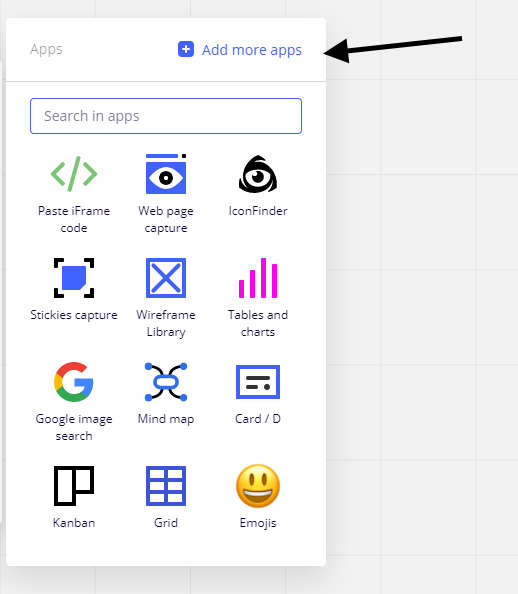 Apps
Add more apps
Search in apps
Paste iFrame
code
Web page
capture
IconFinder
Stickies capture
Wireframe
Library
Tables and
charts
Google image
search
Mind map
Card / D
Kanban
Grid
Emojis